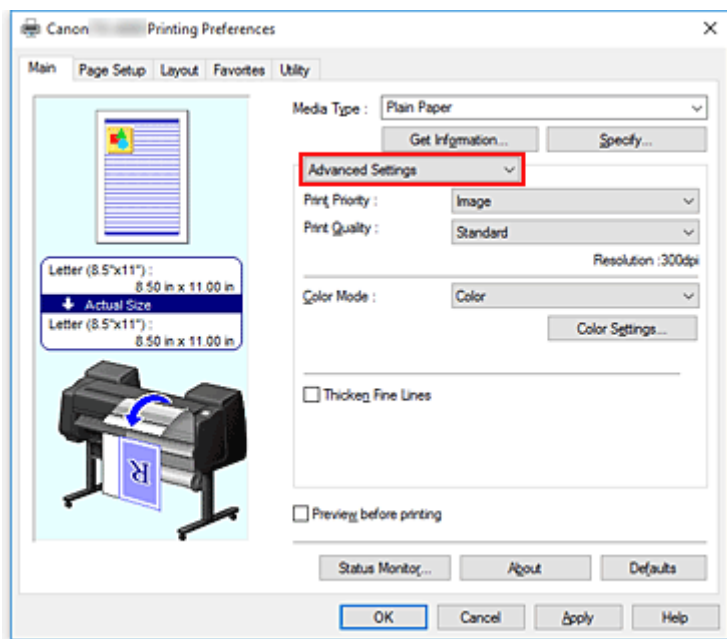 Canon Printing Preferences
Main Page Setup Layout Favorites Utility
Media Type : Plain Paper
Get Information... Specify...
Advanced Settings
Print Priority : Image
Print Quality : Standard
Resolution :300dpi
Letter (8.5"x11") :
8.50 in x 11.00 in
Actual Size
Letter (8.5"x11") :
8.50 in x 11.00 in
Color Mode : Color
Color Settings...
Thicken Fine Lines
R
Preview before printing
Status Monitor... About Defaults
OK Cancel Apply Help